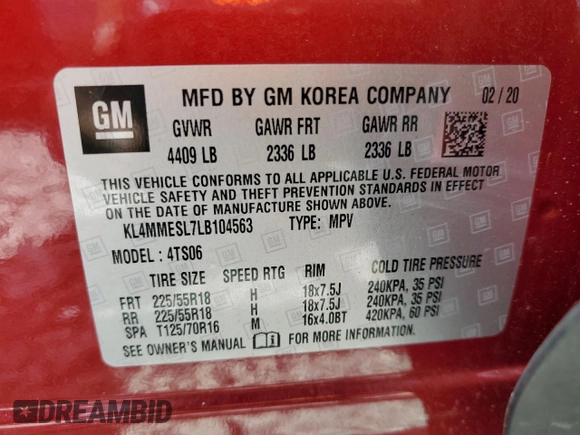 GM
MFD BY GM KOREA COMPANY 02 / 20
GVWR GAWR FRT GAWR RR
4409 LB 2336 LB 2336 LB
THIS VEHICLE CONFORMS TO ALL APPLICABLE U.S. FEDERAL MOTOR
VEHICLE SAFETY AND THEFT PREVENTION STANDARDS IN EFFECT
ON THE DATE OF MANUFACTURE SHOWN ABOVE.
KL4MMESL7LB104563 TYPE: MPV
MODEL : 4TS06
TIRE SIZE SPEED RTG RIM COLD TIRE PRESSURE
FRT 225/55R18 H 18x7.5J 240KPA, 35 PSI
RR 225/55R18 H 18x7.5J 240KPA, 35 PSI
SPA T125/70R16 M 16x4.0BT 420KPA, 60 PSI
SEE OWNER'S MANUAL FOR MORE INFORMATION.
DREAMBID